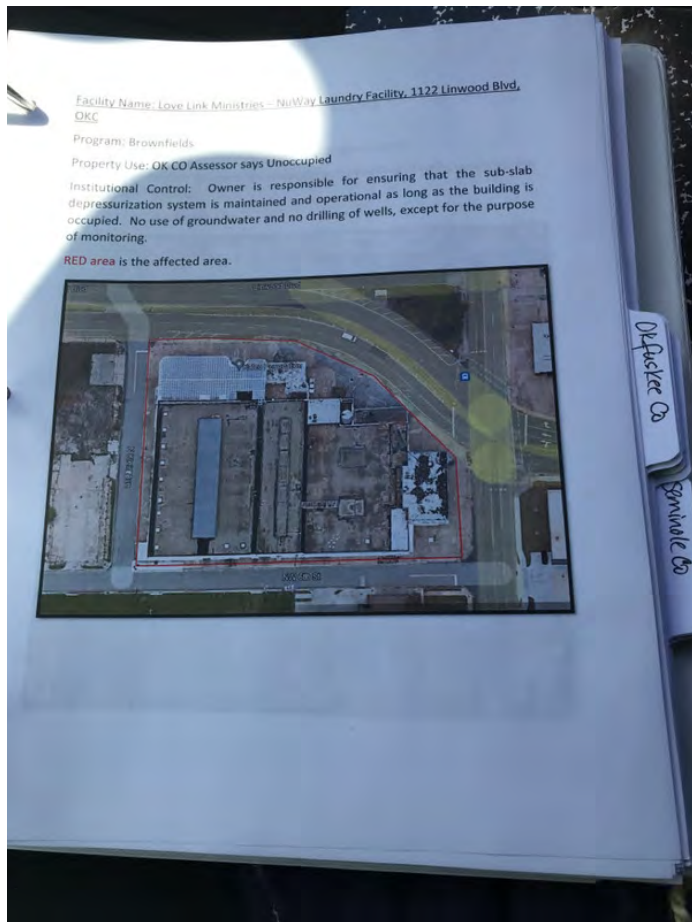 Facility Name: Love Link Ministries – NuWay Laundry Facility, 1122 Linwood Blvd,
OKC
Program: Brownfields
Property Use: OK CO Assessor says Unoccupied
Institutional Control: Owner is responsible for ensuring that the sub-slab
depressurization system is maintained and operational as long as the building is
occupied. No use of groundwater and no drilling of wells, except for the purpose
of monitoring.
RED area is the affected area.
Okfuskee Co
Seminole Co